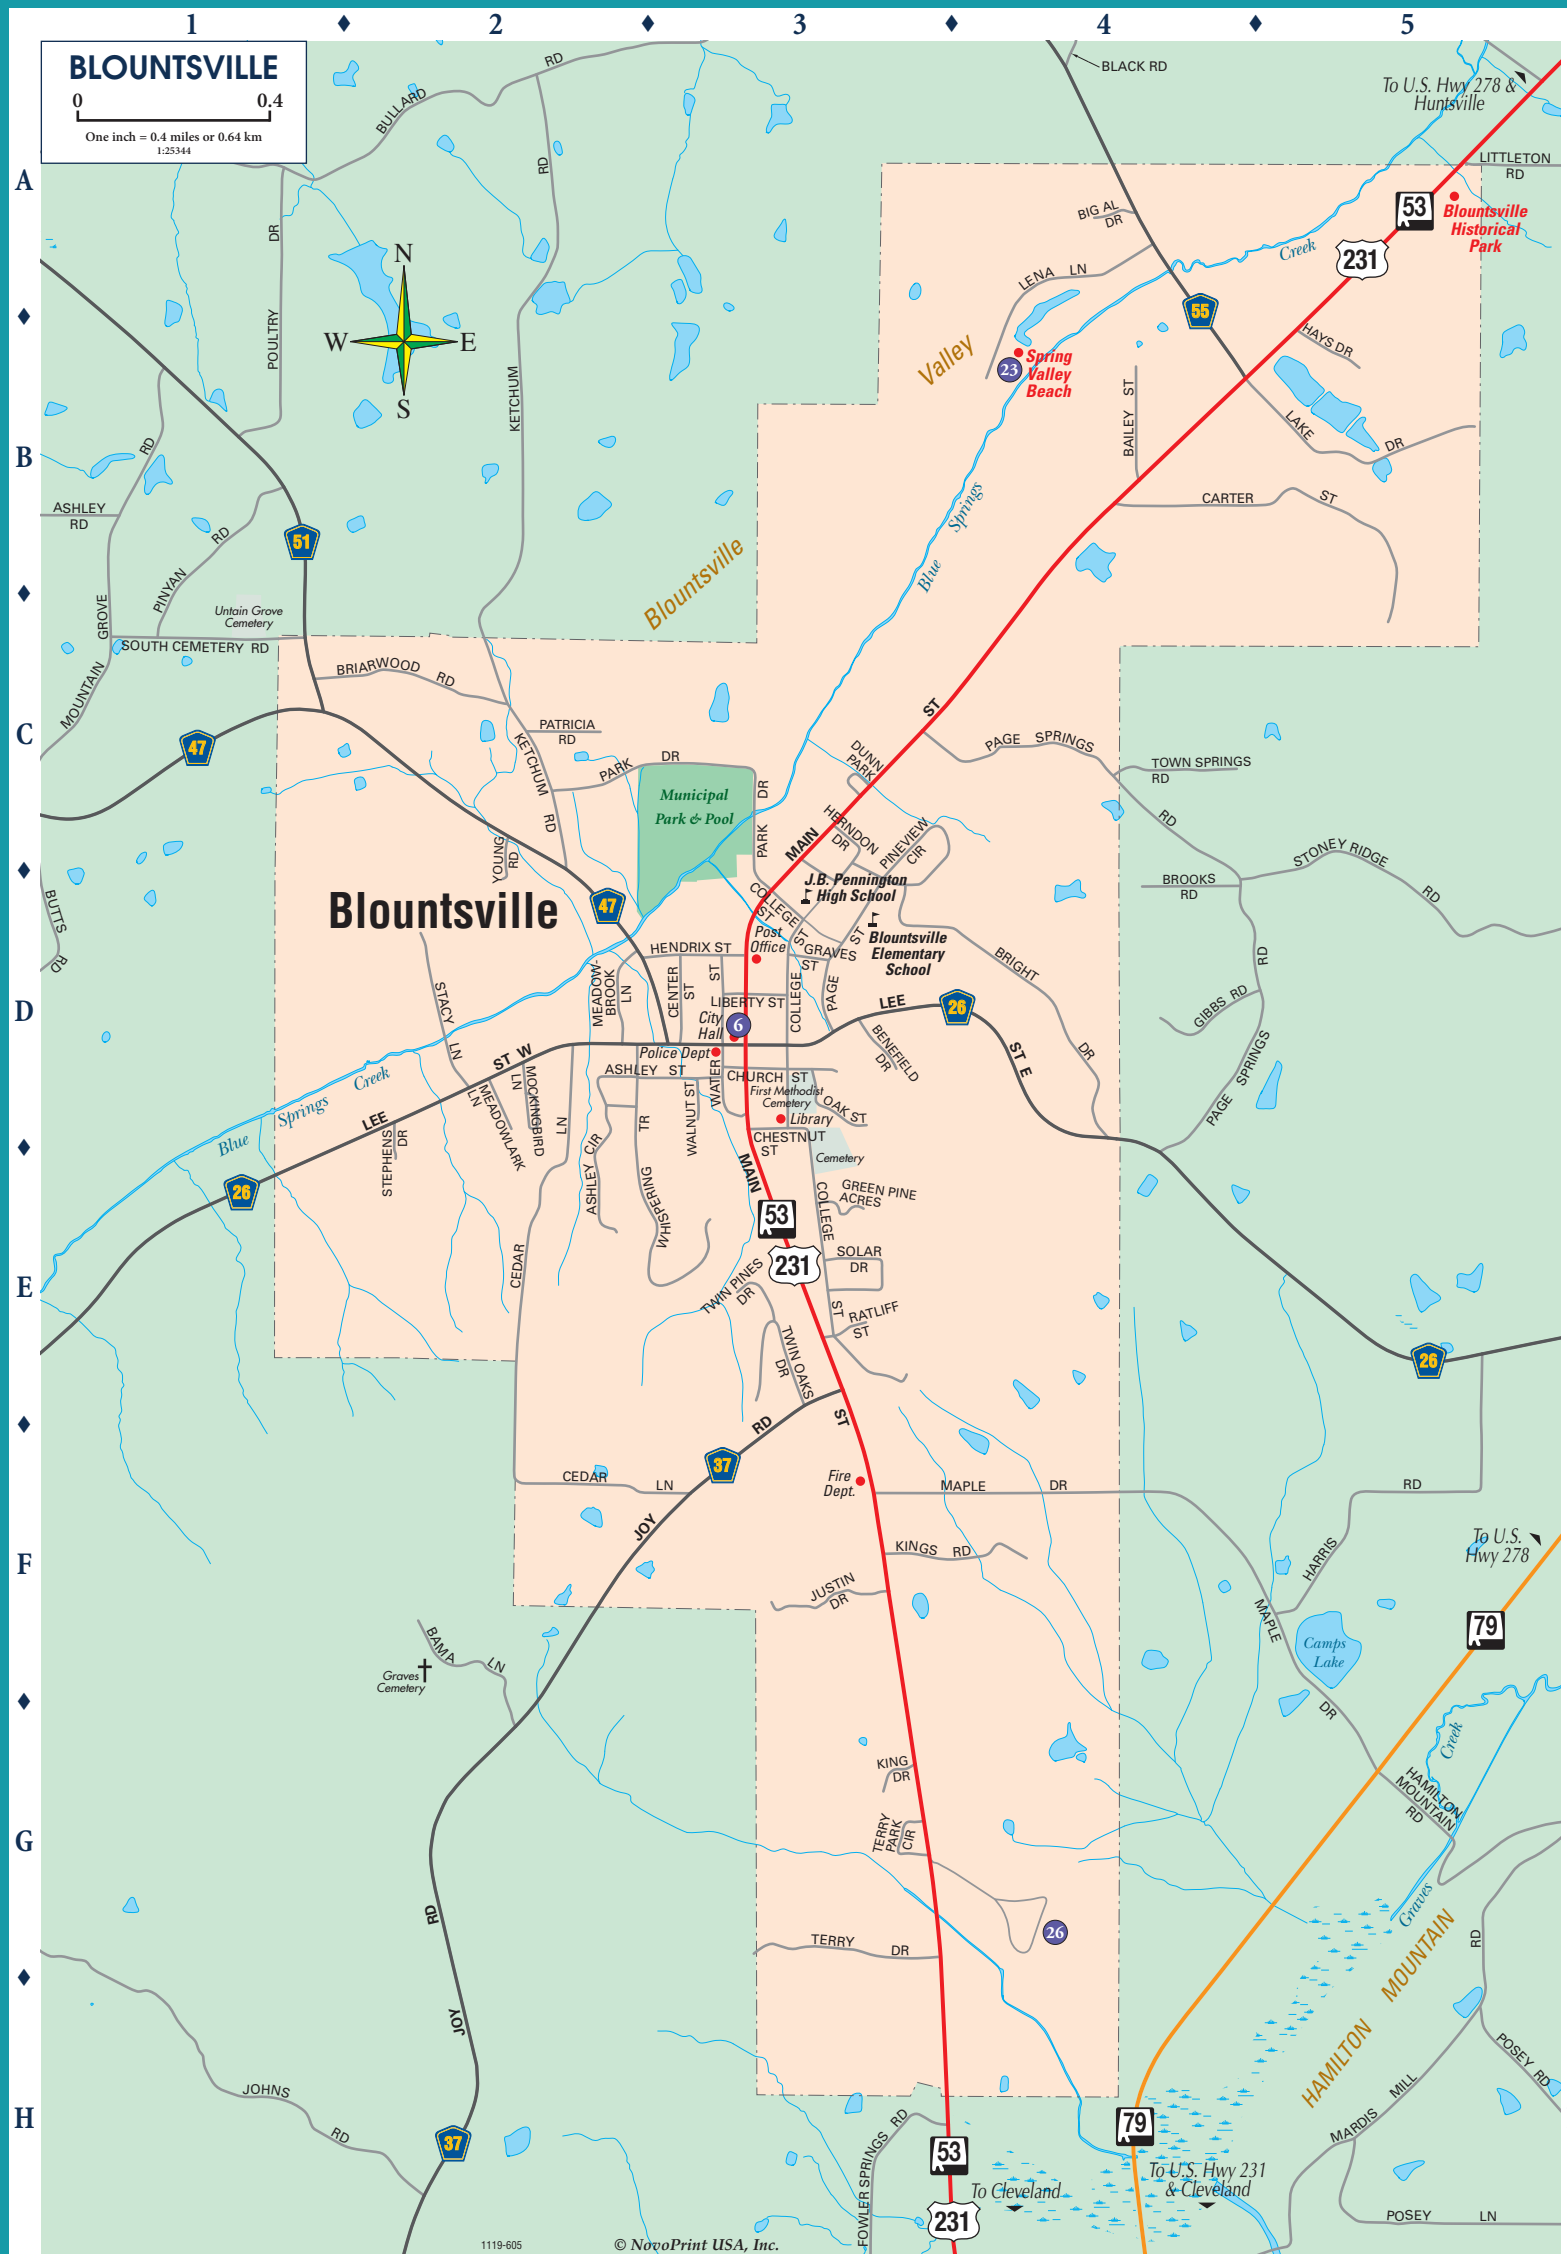 1
2
3
4
5
BLOUNTSVILLE
0 0.4
One inch = 0.4 miles or 0.64 km
1:25344
BULLARD
RD
RD
BLACK RD
To U.S. Hwy 278 &
Huntsville
A
LITTLETON
RD
DR
POULTRY
53
Blountsville
Historical
Park
231
BIG AL
DR
Creek
LENA LN
55
N
W E
S
HAYS DR
Valley
23
Spring
Valley
Beach
KETCHUM
BAILEY ST
LAKE
DR
B
RD
ASHLEY
RD
CARTER ST
Springs
Blue
51
PINYAN
RD
Blountsville
GROVE
Untain Grove
Cemetery
SOUTH CEMETERY RD
MOUNTAIN
BRIARWOOD
RD
C
47
PATRICIA
RD
KETCHUM
RD
ST
PAGE SPRINGS
TOWN SPRINGS
RD
RD
PARK
DR
DUNN
PARK
Municipal
Park & Pool
DR
PARK
MAIN
HERNDON
DR
PINEVIEW
CIR
YOUNG
RD
STONEY RIDGE
RD
BROOKS
RD
BUTTS
RD
Blountsville
47
COLLEGE
ST
J.B. Pennington
High School
Post
Office
ST
GRAVES
ST
ST
Blountsville
Elementary
School
BRIGHT
DR
HENDRIX ST
MEADOW-
BROOK
LN
CENTER
ST
ST
LIBERTY ST
COLLEGE
PAGE
D
STACY
LN
City
Hall
6
LEE
26
ST E
BENEFIELD
DR
GIBBS RD
RD
PAGE SPRINGS
ST W
Police Dept
ASHLEY ST
WATER
CHURCH ST
First Methodist
Cemetery
OAK ST
Library
CHESTNUT
ST
Cemetery
LN
MOCKINGBIRD
LN
MEADOWLARK
LN
TR
WALNUT ST
LEE
Creek
Springs
Blue
STEPHENS
DR
26
ASHLEY CIR
WHISPERING
MAIN
COLLEGE
GREEN PINE
ACRES
53
231
SOLAR
DR
E
CEDAR
TWIN PINES
DR
ST
RATLIFF
ST
TWIN OAKS
DR
26
RD
ST
37
CEDAR
LN
Fire
Dept.
MAPLE DR
RD
JOY
KINGS RD
HARRIS
To U.S.
Hwy 278
F
JUSTIN
DR
MAPLE
79
BAMA
LN
Graves
Cemetery
Camps
Lake
DR
Creek
KING
DR
HAMILTON
MOUNTAIN
RD
G
TERRY
PARK
CIR
Graves
RD
TERRY DR
26
MOUNTAIN
RD
JOY
HAMILTON
POSEY RD
JOHNS
RD
MILL
MARDIS
H
37
FOWLER SPRINGS RD
53
79
To Cleveland
To U.S. Hwy 231
& Cleveland
231
POSEY LN
1119-605
© NovoPrint USA, Inc.